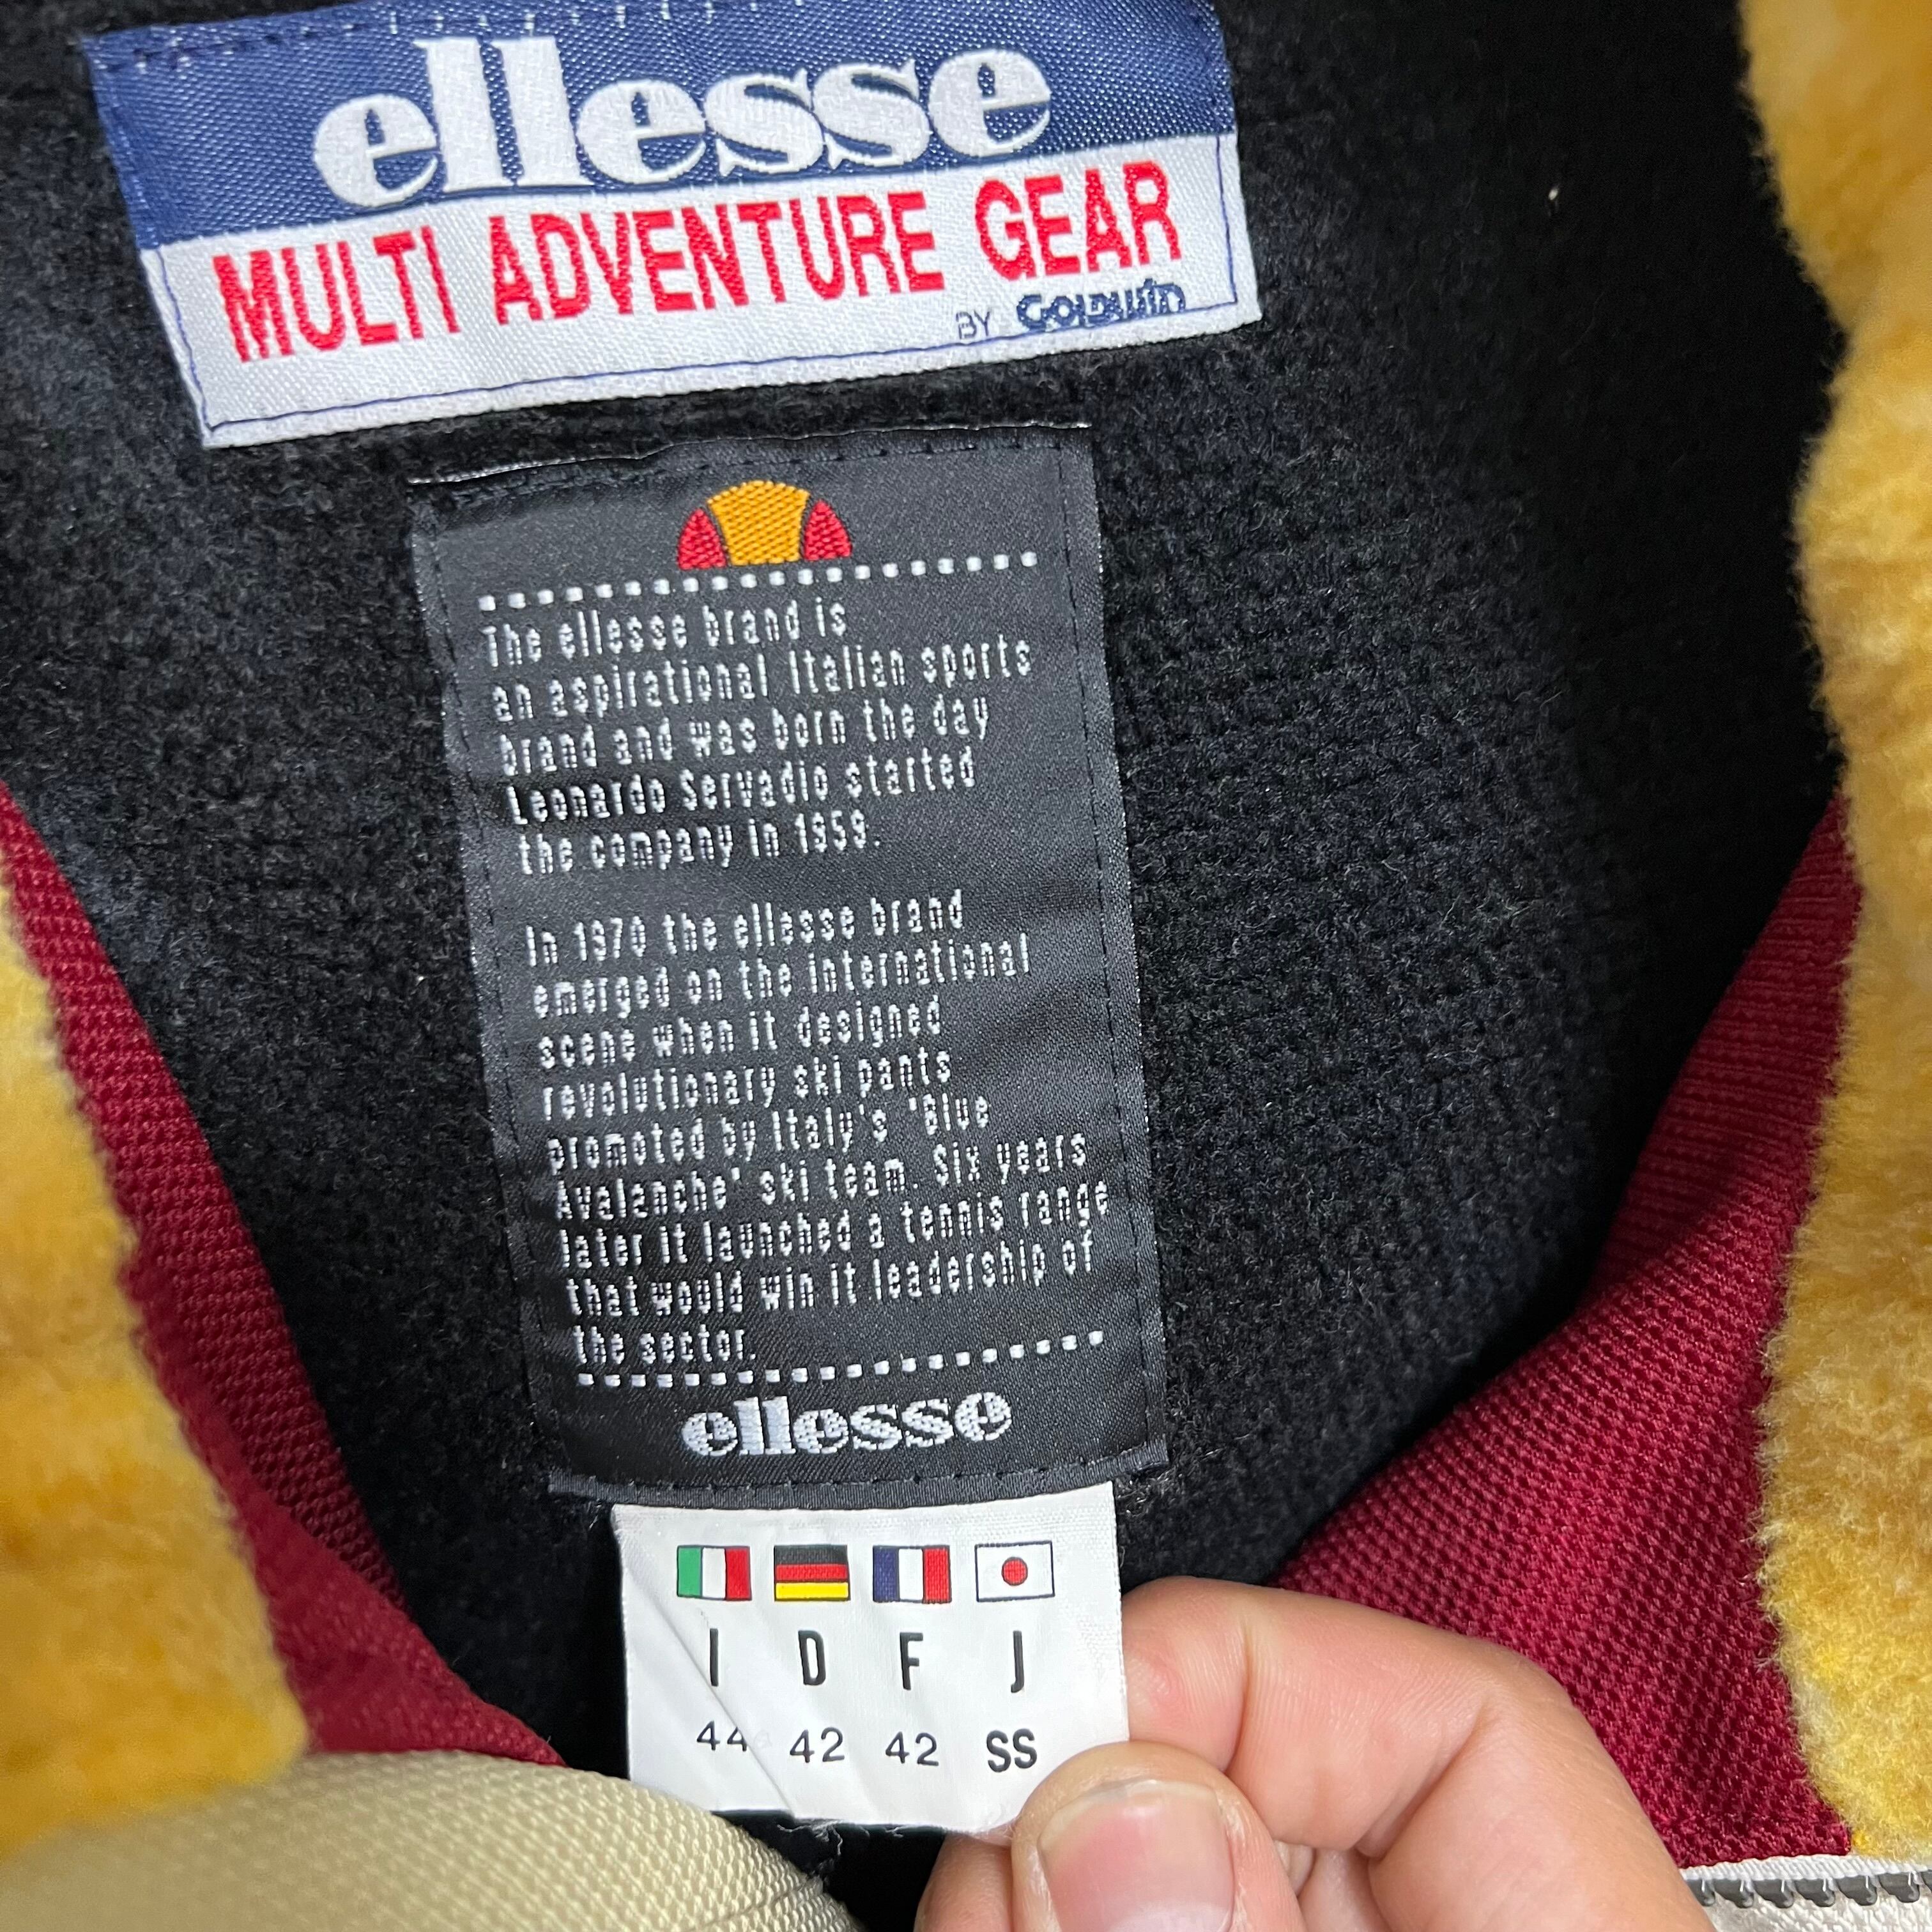 ellesse
MULTI ADVENTURE GEAR
BY GOLDWIN
The ellesse brand is
an aspirational Italian sports
brand and was born the day
Leonardo Servadio started
the company in 1959.
In 1970 the ellesse brand
emerged on the international
scene when it designed
revolutionary ski pants
promoted by Italy's 'Blue
Avalanche' ski team. Six years
later it launched a tennis range
that would win it leadership of
the sector.
ellesse
I D F J
44 42 42 SS